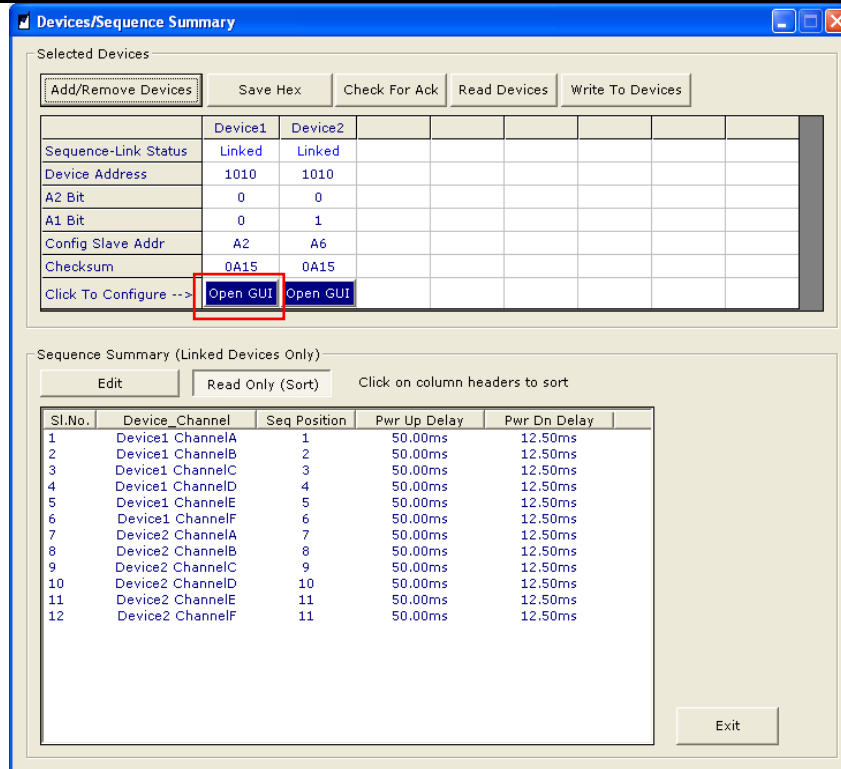 Devices/Sequence Summary
Selected Devices
Add/Remove Devices Save Hex Check For Ack Read Devices Write To Devices
Device1 Device2
Sequence-Link Status Linked Linked
Device Address 1010 1010
A2 Bit 0 0
A1 Bit 0 1
Config Slave Addr A2 A6
Checksum 0A15 0A15
Click To Configure --> Open GUI Open GUI
Sequence Summary (Linked Devices Only)
Edit Read Only (Sort) Click on column headers to sort
Sl.No. Device_Channel Seq Position Pwr Up Delay Pwr Dn Delay
1 Device1 ChannelA 1 50.00ms 12.50ms
2 Device1 ChannelB 2 50.00ms 12.50ms
3 Device1 ChannelC 3 50.00ms 12.50ms
4 Device1 ChannelD 4 50.00ms 12.50ms
5 Device1 ChannelE 5 50.00ms 12.50ms
6 Device1 ChannelF 6 50.00ms 12.50ms
7 Device2 ChannelA 7 50.00ms 12.50ms
8 Device2 ChannelB 8 50.00ms 12.50ms
9 Device2 ChannelC 9 50.00ms 12.50ms
10 Device2 ChannelD 10 50.00ms 12.50ms
11 Device2 ChannelE 11 50.00ms 12.50ms
12 Device2 ChannelF 11 50.00ms 12.50ms
Exit